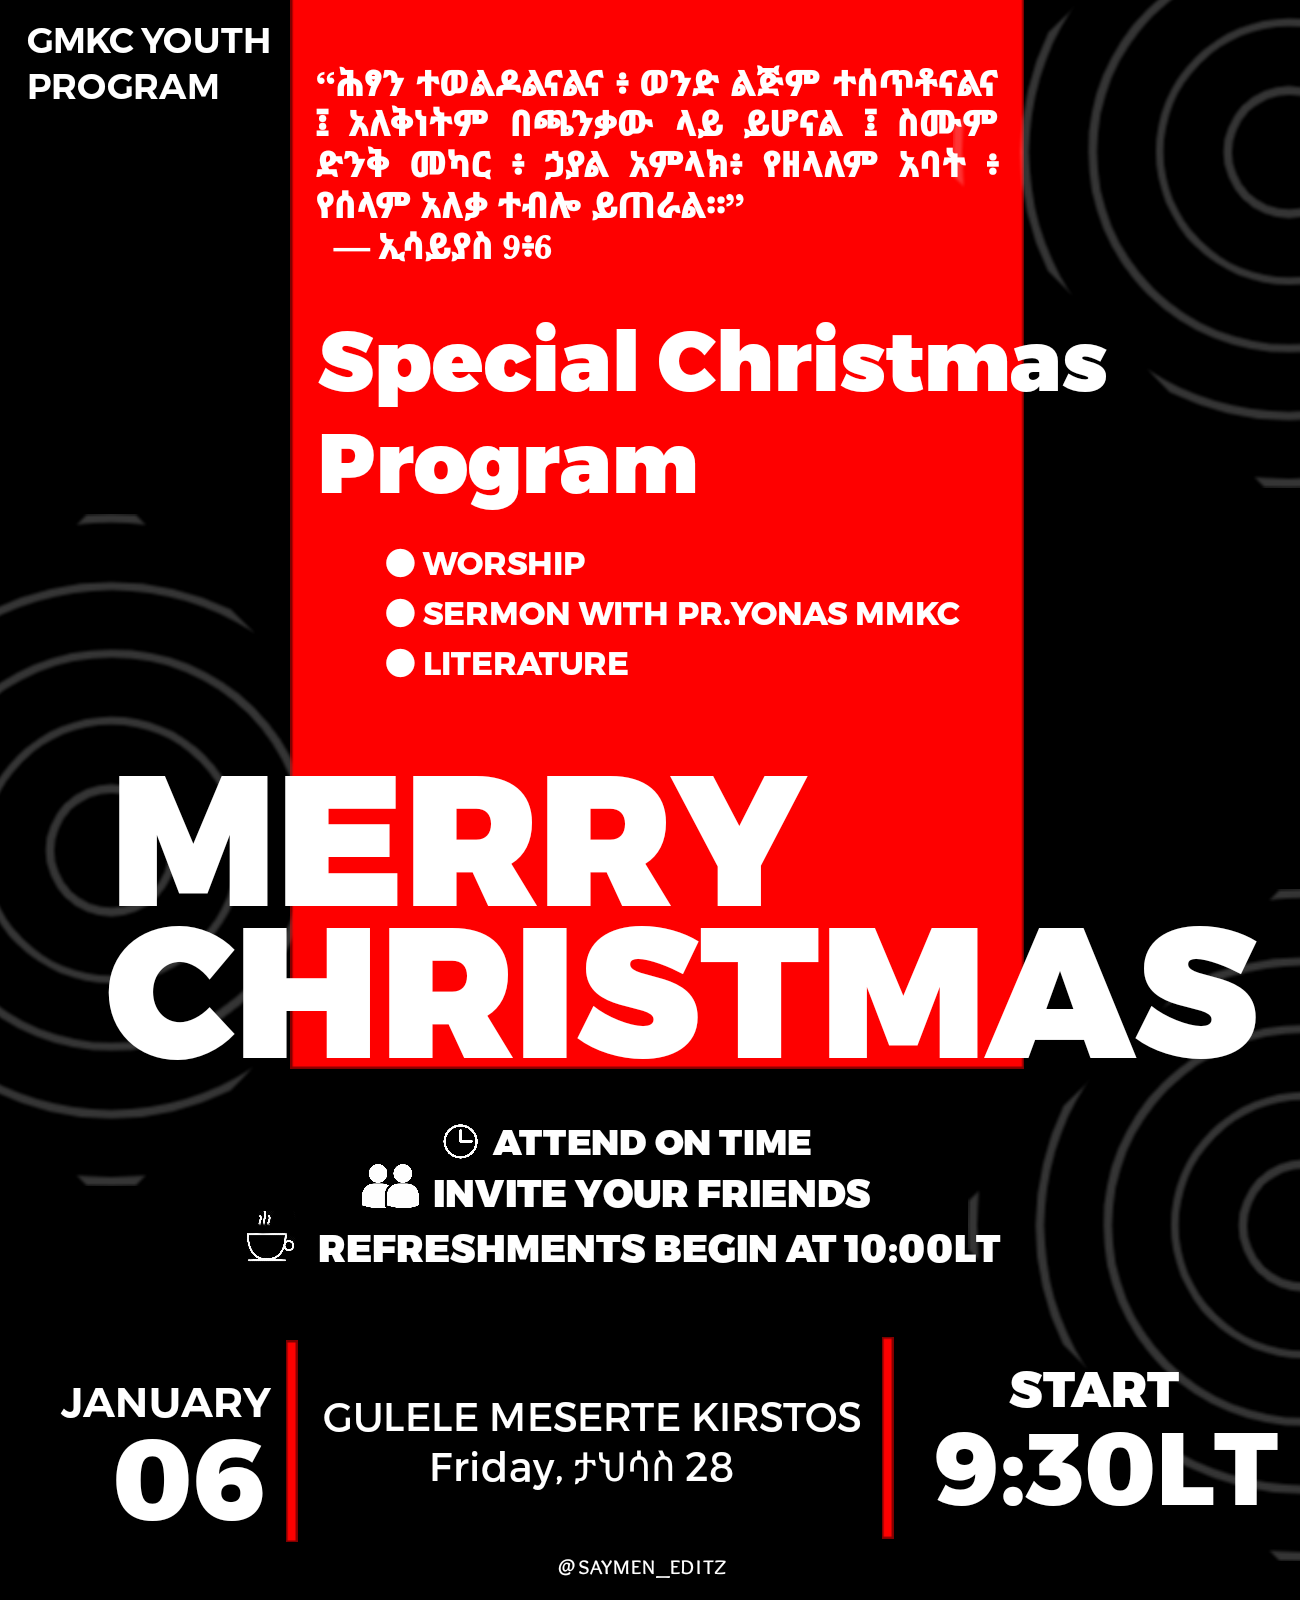 GMKC YOUTH
PROGRAM
“ሕፃን ተወልዶልናልና ፥ ወንድ ልጅም ተሰጥቶናልና
፤ አለቅነትም በጫንቃው ላይ ይሆናል ፤ ስሙም
ድንቅ መካር ፥ ኃያል አምላክ፥ የዘላለም አባት ፥
የሰላም አለቃ ተብሎ ይጠራል።”
— ኢሳይያስ 9፥6
Special Christmas
Program
● WORSHIP
● SERMON WITH PR.YONAS MMKC
● LITERATURE
MERRY
CHRISTMAS
ATTEND ON TIME
INVITE YOUR FRIENDS
REFRESHMENTS BEGIN AT 10:00LT
JANUARY
06
GULELE MESERTE KIRSTOS
Friday, ታህሳስ 28
START
9:30LT
@SAYMEN_EDITZ